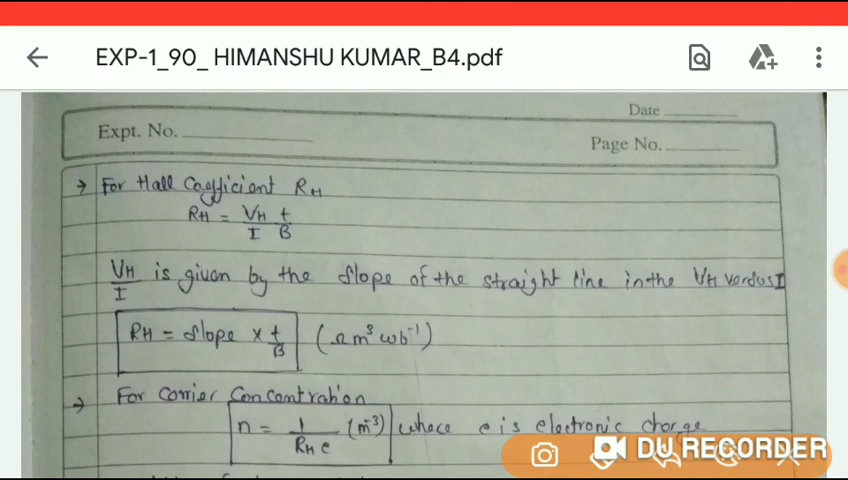 EXP-1_90_ HIMANSHU KUMAR_B4.pdf
Date
Expt. No.
Page No.
→ For Hall Coefficient RH
RH = VH/I t/B
VH/I is given by the slope of the straight line in the VH versus I
RH = slope × t/B (Ω m³ wb⁻¹)
→ For Carrier Concentration
n = 1/RH e (m⁻³) where e is electronic charge
DU RECORDER